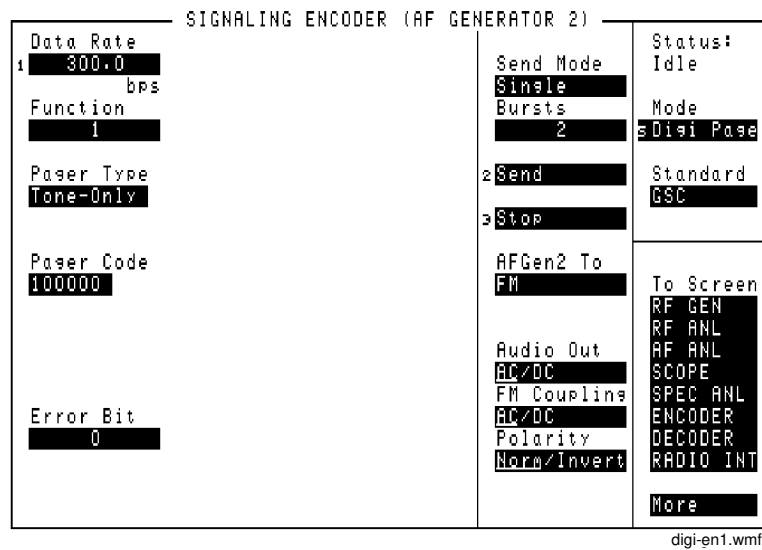 SIGNALING ENCODER (AF GENERATOR 2)
Data Rate
1 300.0
bps
Function
1
Pager Type
Tone-Only
Pager Code
100000
Error Bit
0
Send Mode
Single
Bursts
2
2 Send
3 Stop
AFGen2 To
FM
Audio Out
AC/DC
FM Coupling
AC/DC
Polarity
Norm/Invert
Status:
Idle
Mode
s Digi Page
Standard
GSC
To Screen
RF GEN
RF ANL
AF ANL
SCOPE
SPEC ANL
ENCODER
DECODER
RADIO INT
More
digi-en1.wmf